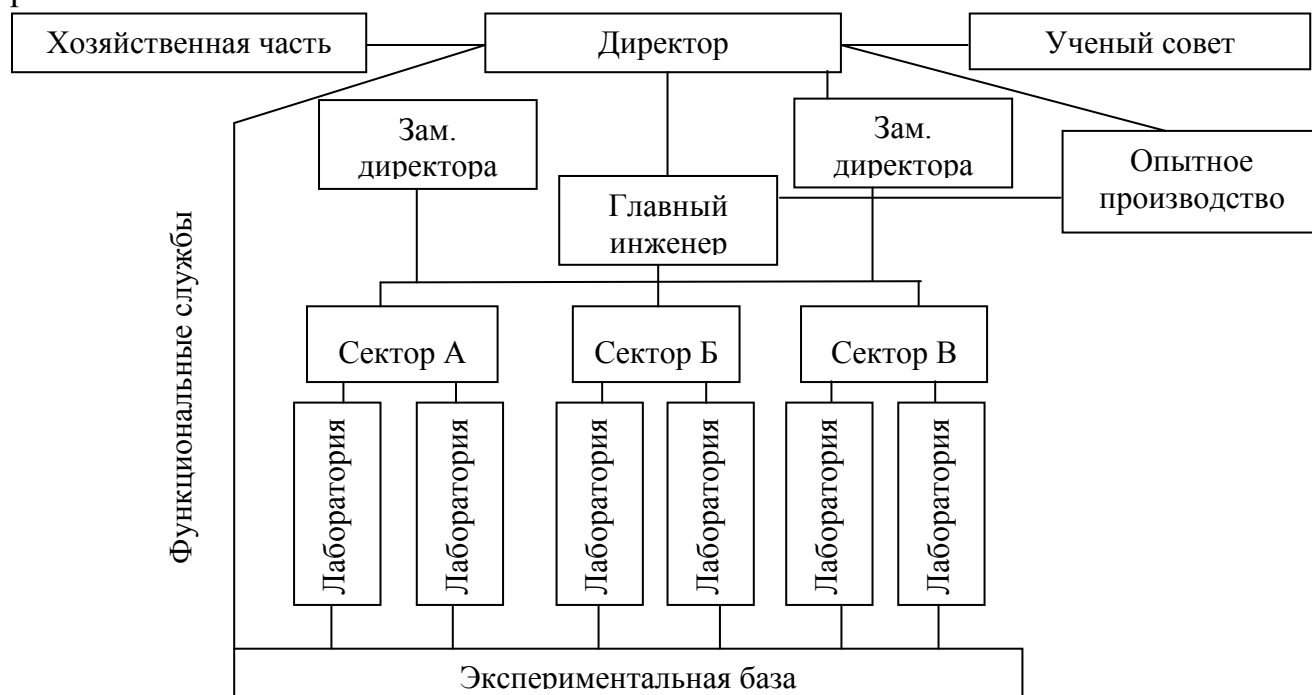 Хозяйственная часть
Директор
Ученый совет
Зам.
директора
Зам.
директора
Опытное
производство
Главный
инженер
Функциональные службы
Сектор А
Сектор Б
Сектор В
Лаборатория
Лаборатория
Лаборатория
Лаборатория
Лаборатория
Лаборатория
Экспериментальная база